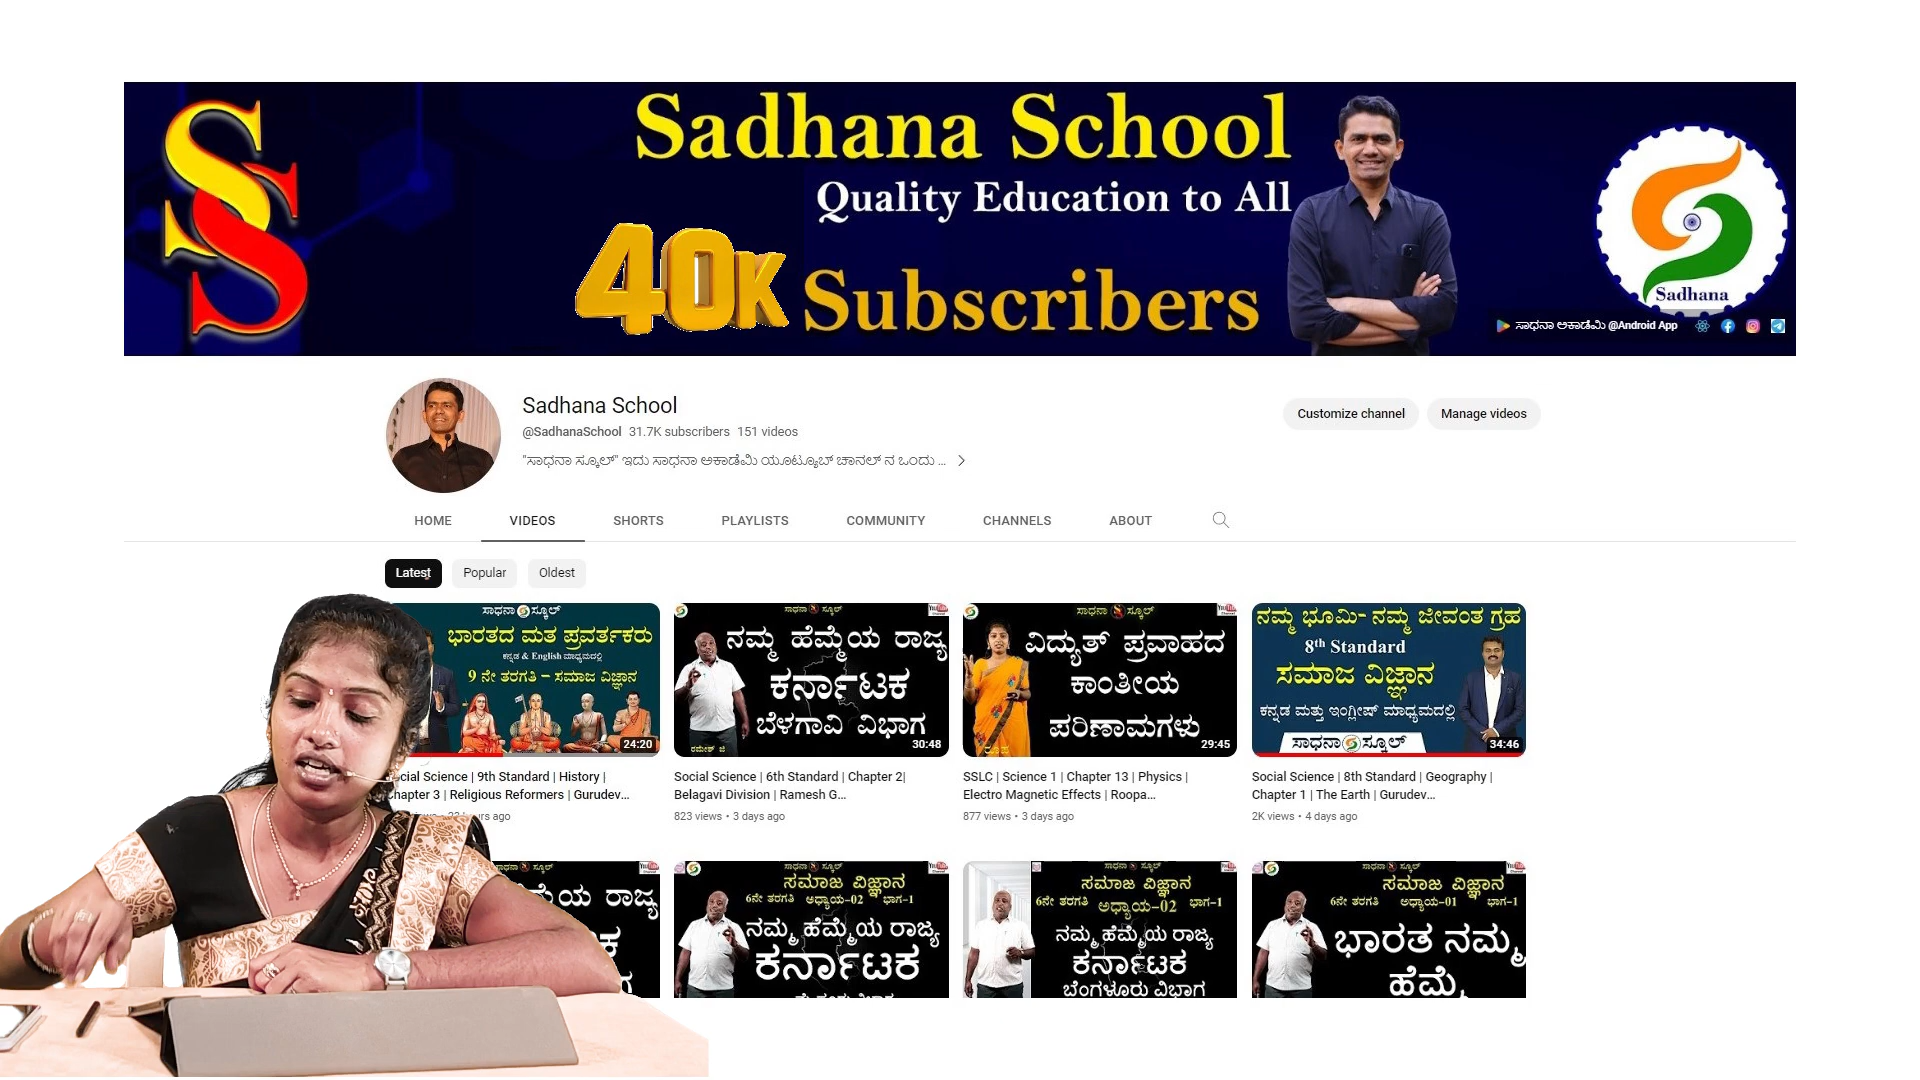 Sadhana School
Quality Education to All
40K Subscribers
Sadhana
ಸಾಧನಾ ಅಕಾಡೆಮಿ @Android App
Sadhana School
@SadhanaSchool 31.7K subscribers 151 videos
"ಸಾಧನಾ ಸ್ಕೂಲ್" ಇದು ಸಾಧನಾ ಅಕಾಡೆಮಿ ಯೂಟ್ಯೂಬ್ ಚಾನಲ್ ನ ಒಂದು ...
Customize channel Manage videos
HOME VIDEOS SHORTS PLAYLISTS COMMUNITY CHANNELS ABOUT
Latest Popular Oldest
ಸಾಧನಾ ಸ್ಕೂಲ್
ಭಾರತದ ಮತ ಪ್ರವರ್ತಕರು
ಕನ್ನಡ & English ಮಾಧ್ಯಮದಲ್ಲಿ
9 ನೇ ತರಗತಿ – ಸಮಾಜ ವಿಜ್ಞಾನ
24:20
ಸಾಧನಾ ಸ್ಕೂಲ್
ನಮ್ಮ ಹೆಮ್ಮೆಯ ರಾಜ್ಯ
ಕರ್ನಾಟಕ
ಬೆಳಗಾವಿ ವಿಭಾಗ
ರಮೇಶ್ ಜಿ
30:48
ಸಾಧನಾ ಸ್ಕೂಲ್
ವಿದ್ಯುತ್ ಪ್ರವಾಹದ
ಕಾಂತೀಯ
ಪರಿಣಾಮಗಳು
ರೂಪ
29:45
ನಮ್ಮ ಭೂಮಿ- ನಮ್ಮ ಜೀವಂತ ಗ್ರಹ
8th Standard
ಸಮಾಜ ವಿಜ್ಞಾನ
ಕನ್ನಡ ಮತ್ತು ಇಂಗ್ಲೀಷ್ ಮಾಧ್ಯಮದಲ್ಲಿ
ಸಾಧನಾ ಸ್ಕೂಲ್
34:46
cial Science | 9th Standard | History |
hapter 3 | Religious Reformers | Gurudev...
urs ago
Social Science | 6th Standard | Chapter 2|
Belagavi Division | Ramesh G...
823 views • 3 days ago
SSLC | Science 1 | Chapter 13 | Physics |
Electro Magnetic Effects | Roopa...
877 views • 3 days ago
Social Science | 8th Standard | Geography |
Chapter 1 | The Earth | Gurudev...
2K views • 4 days ago
ಸ್ಕೂಲ್
ರಾಜ್ಯ
ಸಾಧನಾ ಸ್ಕೂಲ್
ಸಮಾಜ ವಿಜ್ಞಾನ
6ನೇ ತರಗತಿ ಅಧ್ಯಾಯ-02 ಭಾಗ-1
ನಮ್ಮ ಹೆಮ್ಮೆಯ ರಾಜ್ಯ
ಕರ್ನಾಟಕ
ಸಾಧನಾ ಸ್ಕೂಲ್
ಸಮಾಜ ವಿಜ್ಞಾನ
6ನೇ ತರಗತಿ ಅಧ್ಯಾಯ-02 ಭಾಗ-1
ನಮ್ಮ ಹೆಮ್ಮೆಯ ರಾಜ್ಯ
ಕರ್ನಾಟಕ
ಬೆಂಗಳೂರು ವಿಭಾಗ
ಸಾಧನಾ ಸ್ಕೂಲ್
ಸಮಾಜ ವಿಜ್ಞಾನ
6ನೇ ತರಗತಿ ಅಧ್ಯಾಯ-01 ಭಾಗ-1
ಭಾರತ ನಮ್ಮ
ಹೆಮ್ಮೆ